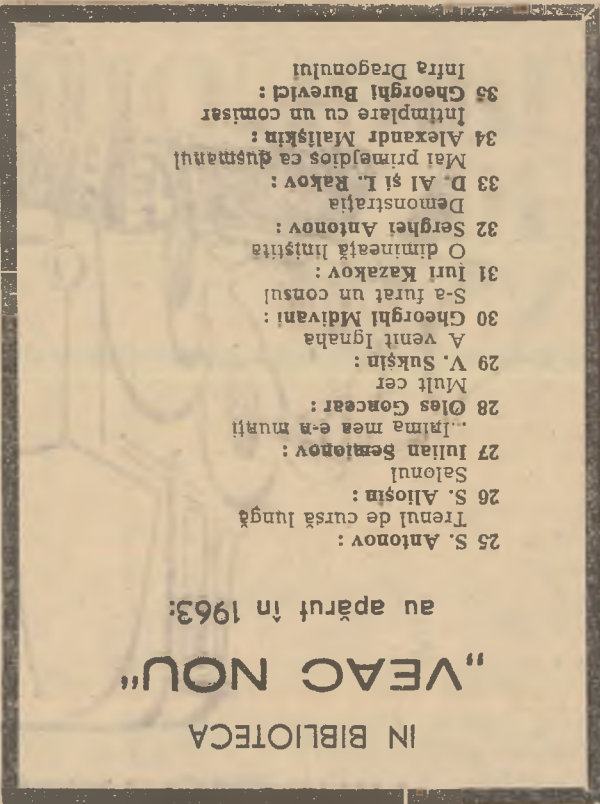 IN BIBLIOTECA
„VEAC NOU"
au apărut în 1963:
25 S. Antonov :
Trenul de cursă lungă
26 S. Alioşin :
Salonul
27 Iulian Semionov :
...Inima mea e-n munţi
28 Oles Goncear :
Mult cer
29 V. Sukşin :
A venit Ignaha
30 Gheorghi Mdivani :
S-a furat un consul
31 Iuri Kazakov :
O dimineaţă liniştită
32 Serghei Antonov :
Demonstraţia
33 D. Al şi L. Rakov :
Mai primejdios ca duşmanul
34 Alexandr Malişkin :
Intîmplare cu un comisar
35 Gheorghi Burevici :
Infra Dragonului